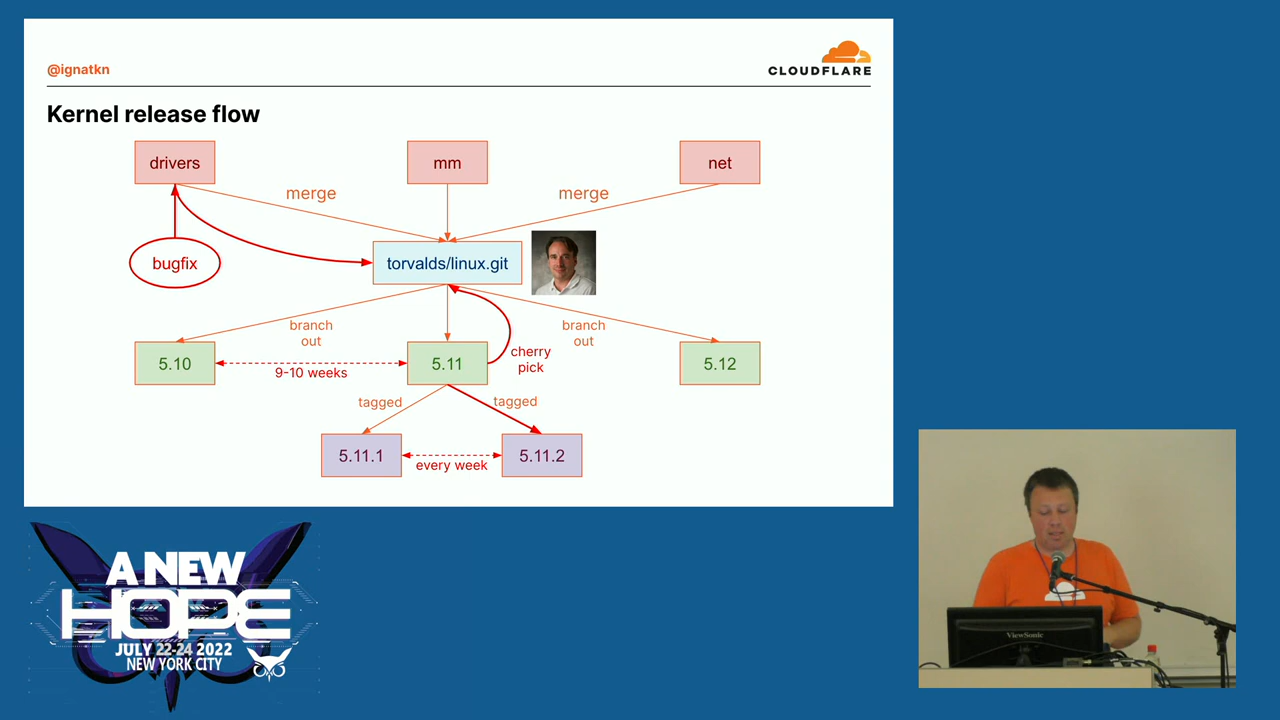 @ignatkn
CLOUDFLARE
Kernel release flow
drivers
mm
net
merge
merge
bugfix
torvalds/linux.git
branch
out
branch
out
5.10
9-10 weeks
5.11
cherry
pick
5.12
tagged
tagged
5.11.1
every week
5.11.2
A NEW
HOPE
JULY 22-24 2022
NEW YORK CITY
ViewSonic